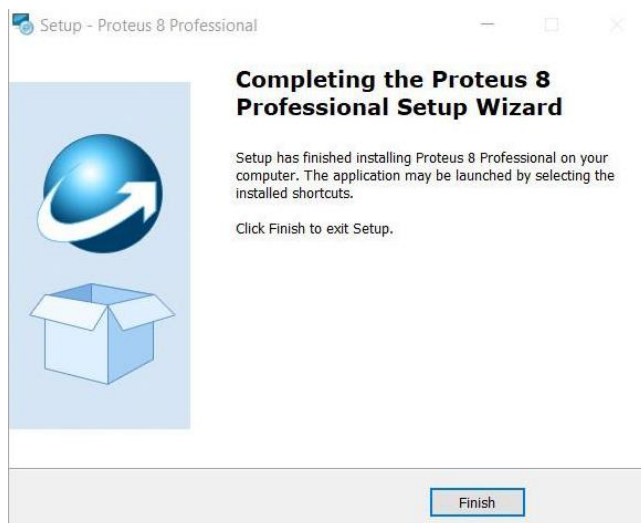 Setup - Proteus 8 Professional
Completing the Proteus 8
Professional Setup Wizard
Setup has finished installing Proteus 8 Professional on your
computer. The application may be launched by selecting the
installed shortcuts.
Click Finish to exit Setup.
Finish